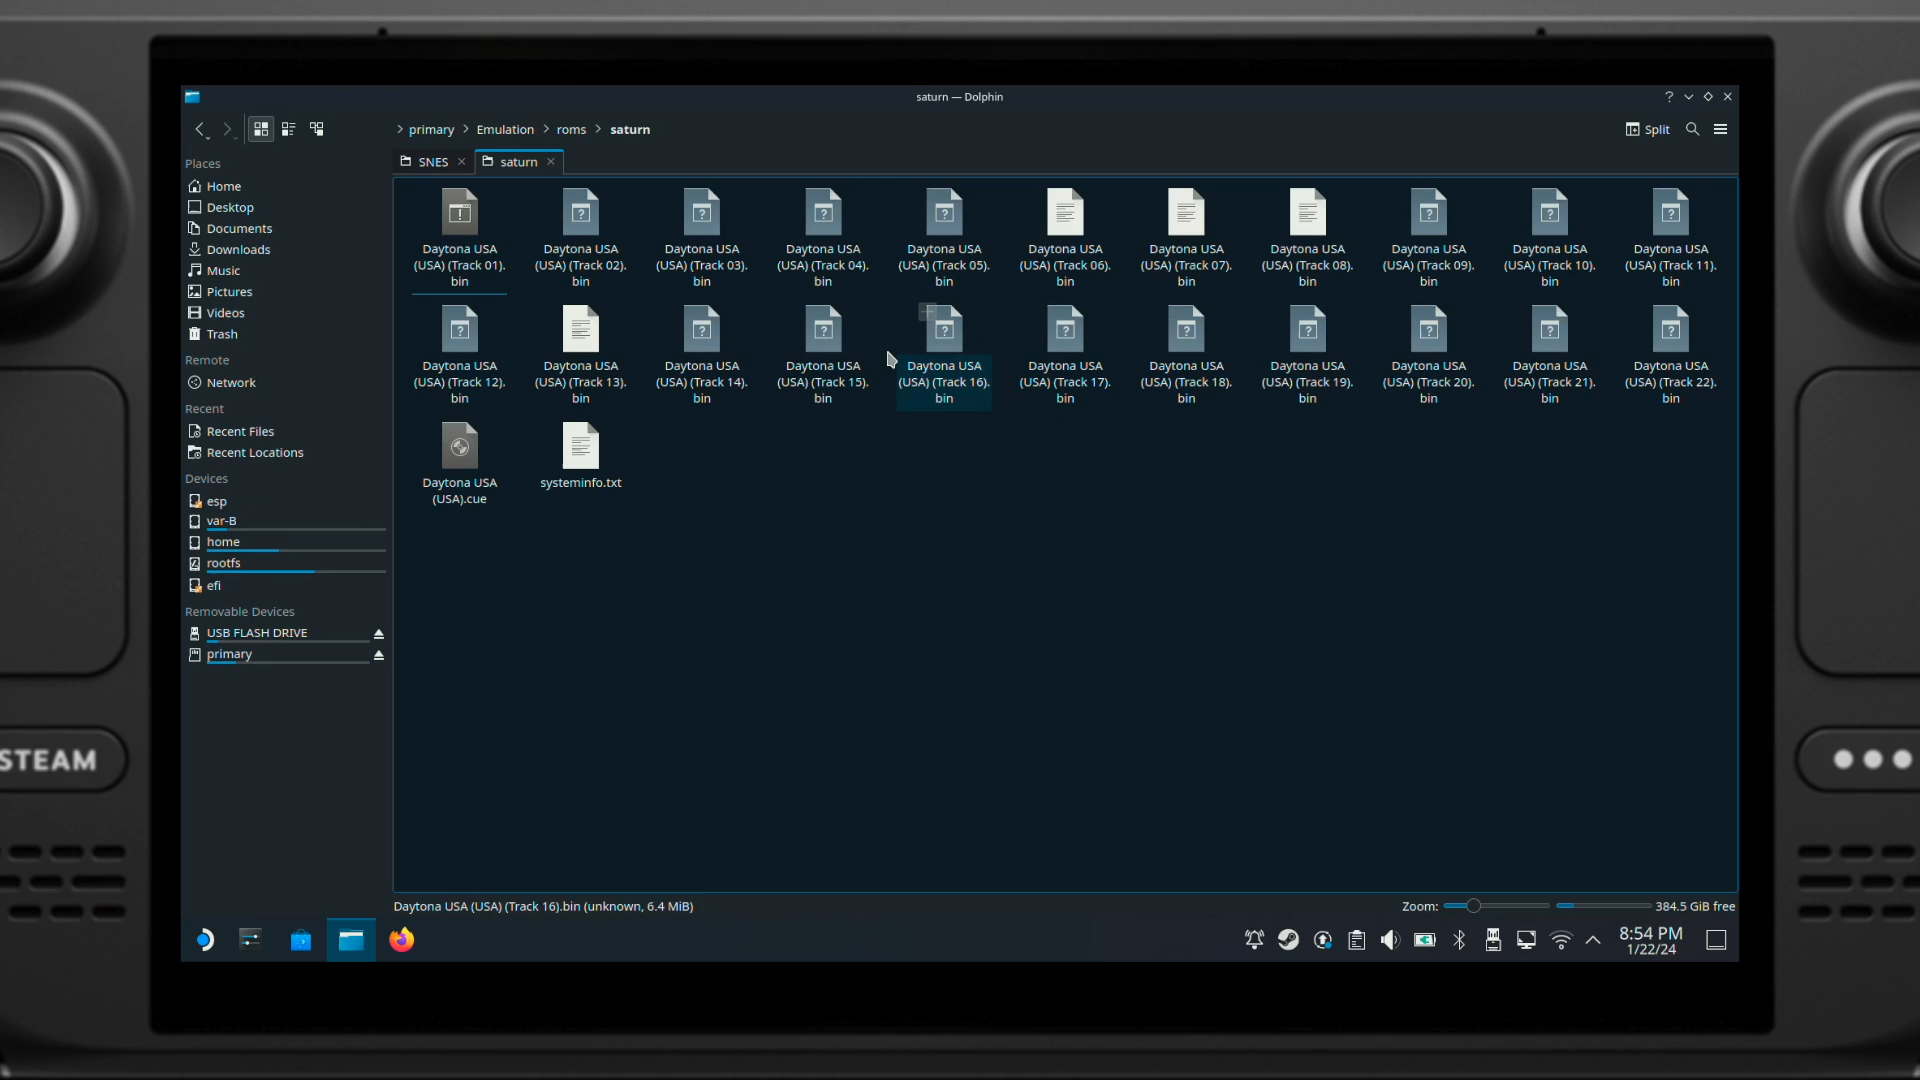 saturn — Dolphin
primary
Emulation
roms
saturn
Split
SNES
saturn
Places
Home
Desktop
Documents
Downloads
Music
Pictures
Videos
Trash
Remote
Network
Recent
Recent Files
Recent Locations
Devices
esp
var-B
home
rootfs
efi
Removable Devices
USB FLASH DRIVE
primary
Daytona USA
(USA) (Track 01).
bin
Daytona USA
(USA) (Track 02).
bin
Daytona USA
(USA) (Track 03).
bin
Daytona USA
(USA) (Track 04).
bin
Daytona USA
(USA) (Track 05).
bin
Daytona USA
(USA) (Track 06).
bin
Daytona USA
(USA) (Track 07).
bin
Daytona USA
(USA) (Track 08).
bin
Daytona USA
(USA) (Track 09).
bin
Daytona USA
(USA) (Track 10).
bin
Daytona USA
(USA) (Track 11).
bin
Daytona USA
(USA) (Track 12).
bin
Daytona USA
(USA) (Track 13).
bin
Daytona USA
(USA) (Track 14).
bin
Daytona USA
(USA) (Track 15).
bin
Daytona USA
(USA) (Track 16).
bin
Daytona USA
(USA) (Track 17).
bin
Daytona USA
(USA) (Track 18).
bin
Daytona USA
(USA) (Track 19).
bin
Daytona USA
(USA) (Track 20).
bin
Daytona USA
(USA) (Track 21).
bin
Daytona USA
(USA) (Track 22).
bin
Daytona USA
(USA).cue
systeminfo.txt
Daytona USA (USA) (Track 16).bin (unknown, 6.4 MiB)
Zoom:
384.5 GiB free
8:54 PM
1/22/24
STEAM